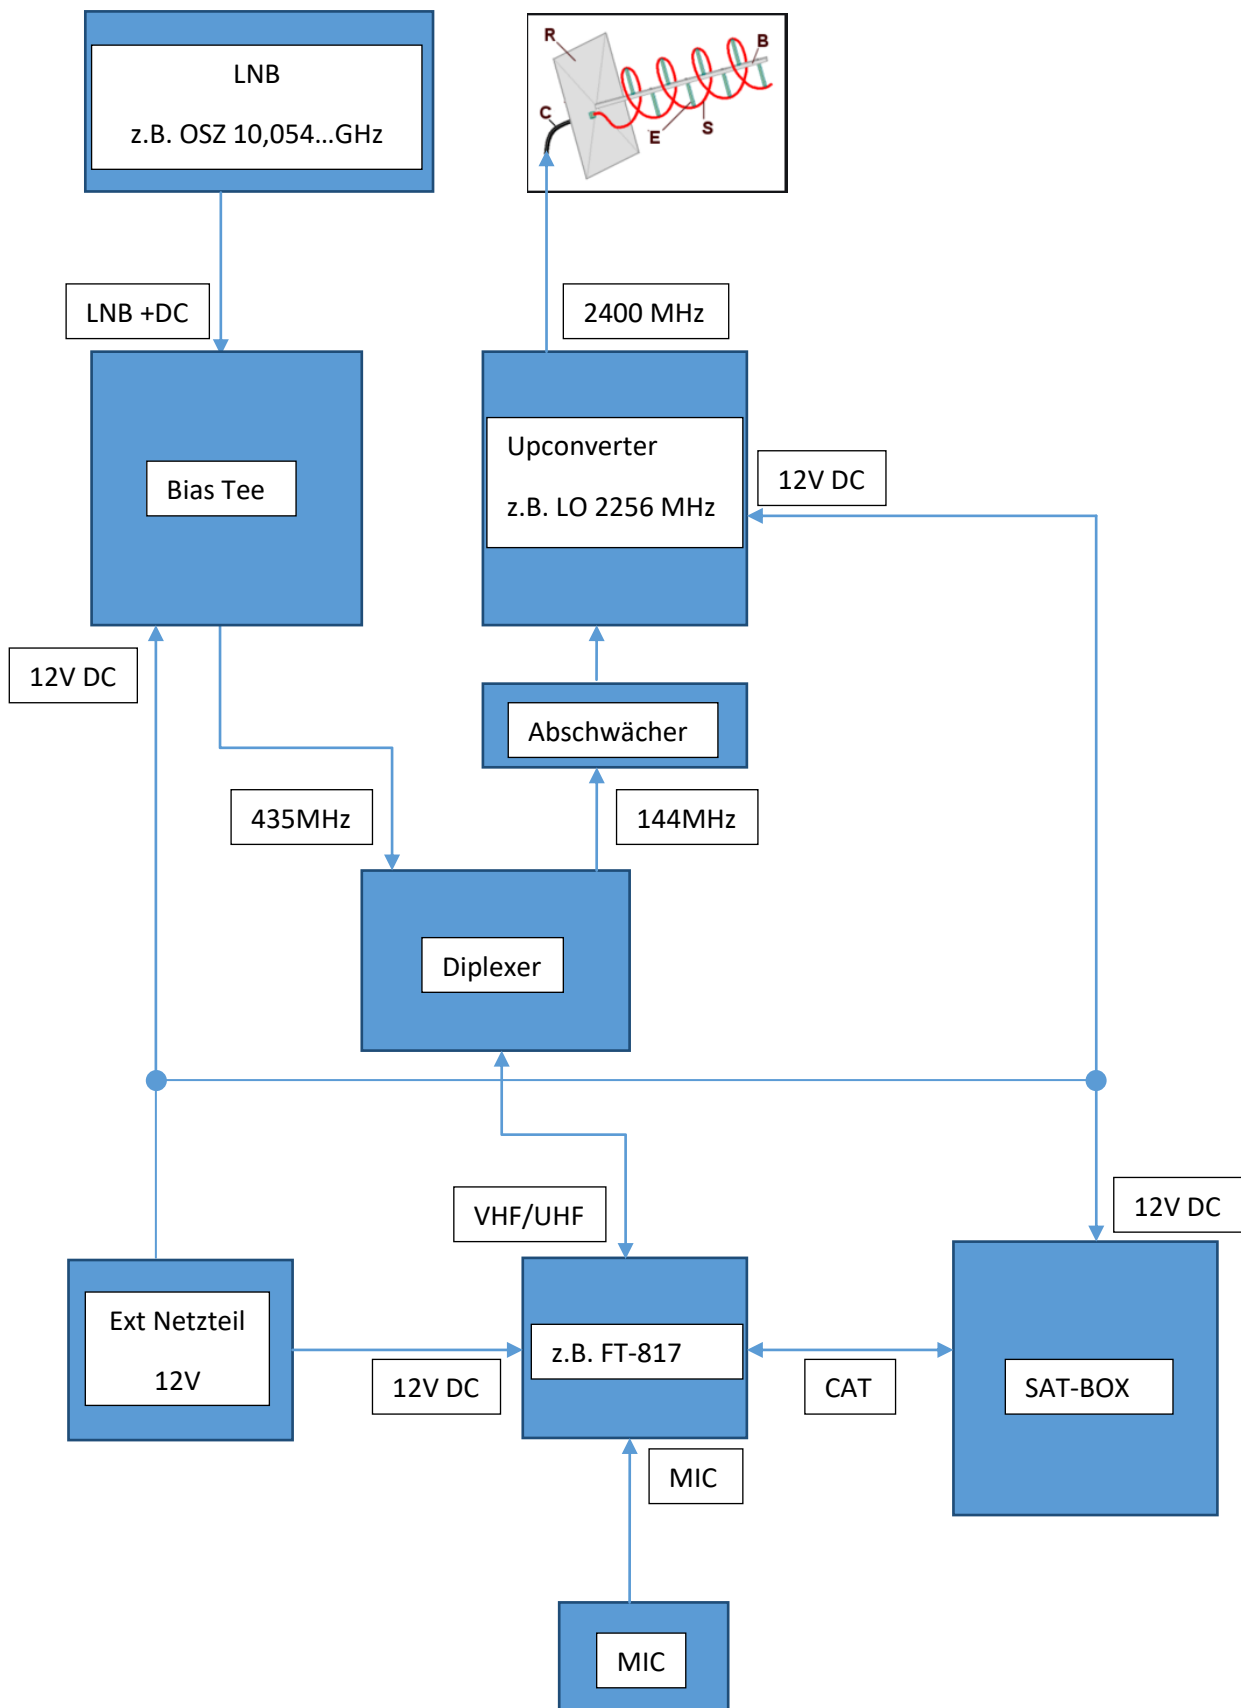 LNB
z.B. OSZ 10,054...GHz
R
B
C
E
S
LNB +DC
2400 MHz
Upconverter
z.B. LO 2256 MHz
12V DC
Bias Tee
12V DC
Abschwächer
435MHz
144MHz
Diplexer
VHF/UHF
12V DC
Ext Netzteil
12V
12V DC
z.B. FT-817
CAT
SAT-BOX
MIC
MIC